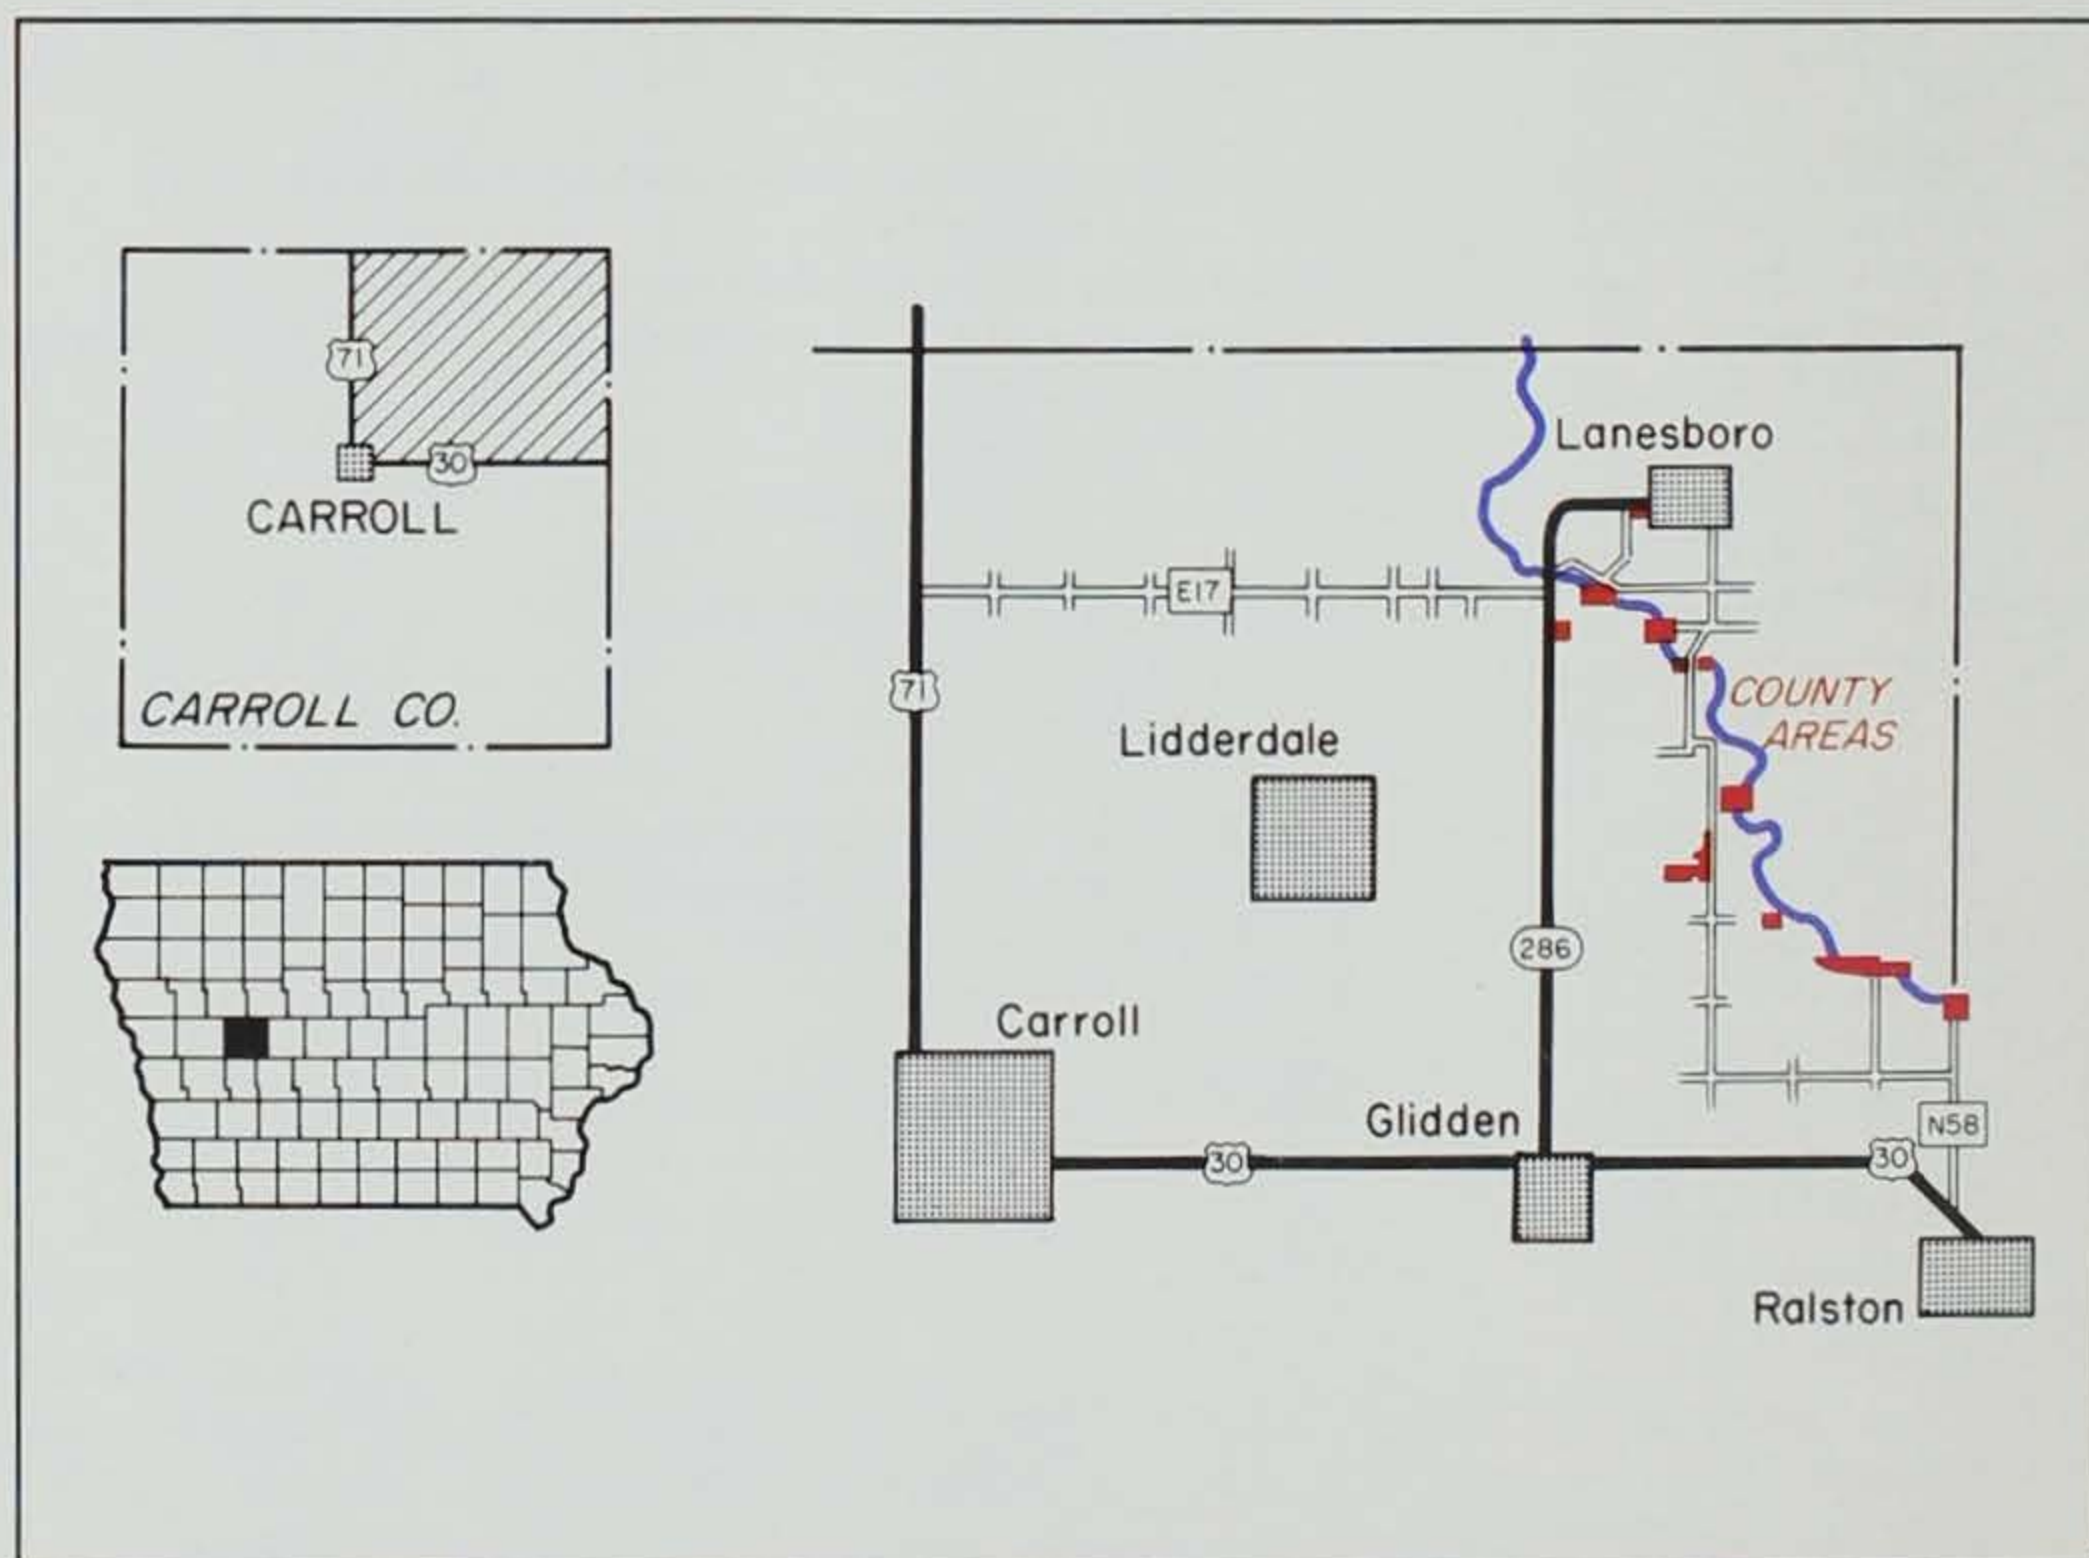 71
30
CARROLL
CARROLL CO.
Lanesboro
E17
71
COUNTY
AREAS
Lidderdale
286
Carroll
Glidden
N58
30
30
Ralston